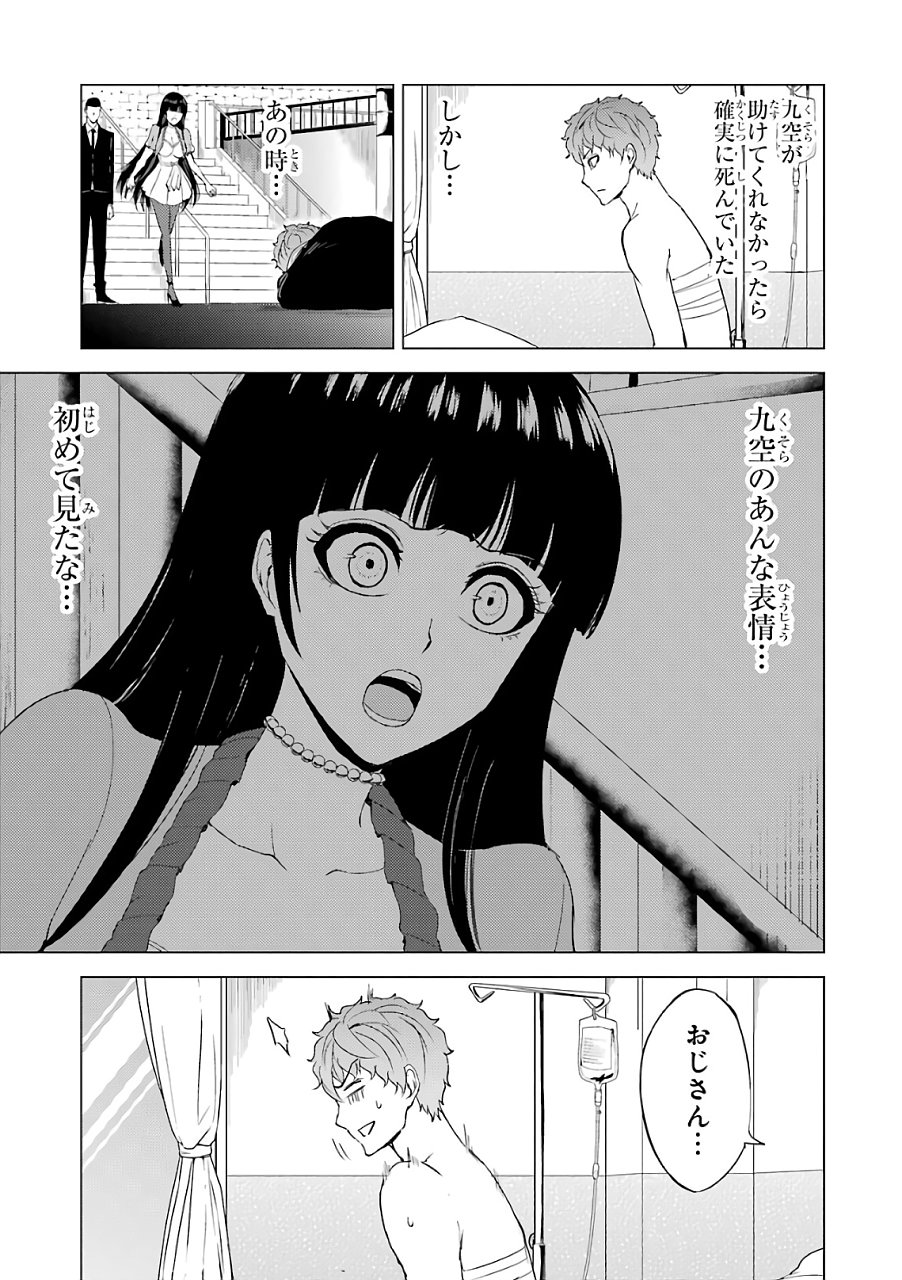 九空が
助けてくれなかったら
確実に死んでいた
しかし…
あの時…
九空のあんな表情…
初めて見たな…
おじさん…